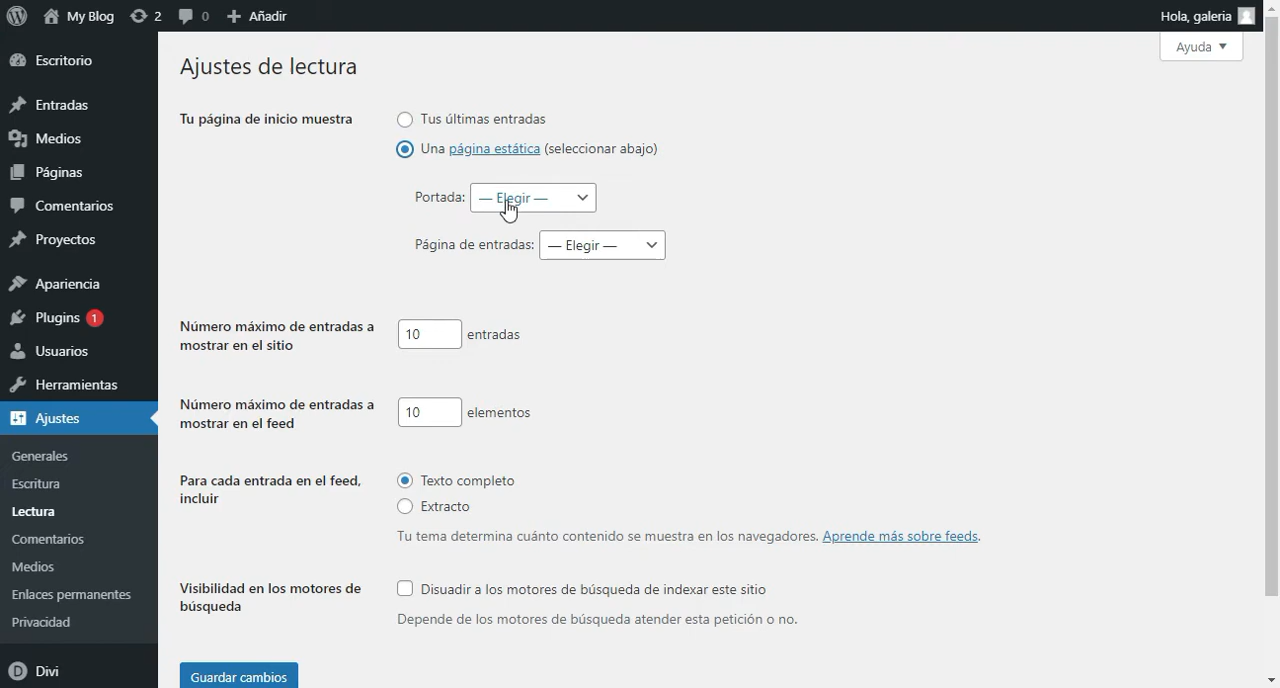 My Blog 2 0 Añadir Hola, galeria
Ayuda
Escritorio
Entradas
Medios
Páginas
Comentarios
Proyectos
Apariencia
Plugins 1
Usuarios
Herramientas
Ajustes
Generales
Escritura
Lectura
Comentarios
Medios
Enlaces permanentes
Privacidad
D Divi
Ajustes de lectura
Tu página de inicio muestra
Tus últimas entradas
Una página estática (seleccionar abajo)
Portada: — Elegir —
Página de entradas: — Elegir —
Número máximo de entradas a
mostrar en el sitio
10 entradas
Número máximo de entradas a
mostrar en el feed
10 elementos
Para cada entrada en el feed,
incluir
Texto completo
Extracto
Tu tema determina cuánto contenido se muestra en los navegadores. Aprende más sobre feeds.
Visibilidad en los motores de
búsqueda
Disuadir a los motores de búsqueda de indexar este sitio
Depende de los motores de búsqueda atender esta petición o no.
Guardar cambios